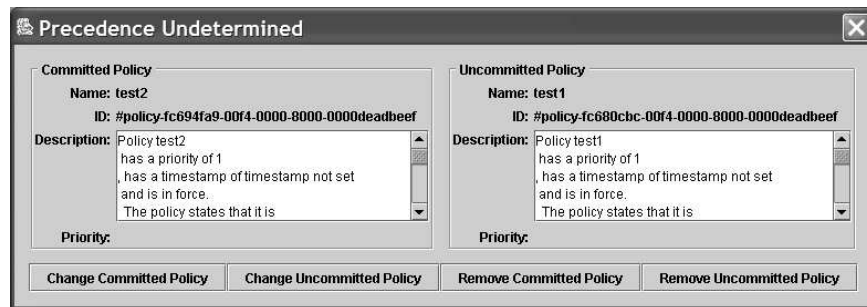 Precedence Undetermined
Committed Policy
Name: test2
ID: #policy-fc694fa9-00f4-0000-8000-0000deadbeef
Description: Policy test2
has a priority of 1
, has a timestamp of timestamp not set
and is in force.
The policy states that it is
Priority:
Uncommitted Policy
Name: test1
ID: #policy-fc680cbc-00f4-0000-8000-0000deadbeef
Description: Policy test1
has a priority of 1
, has a timestamp of timestamp not set
and is in force.
The policy states that it is
Priority:
Change Committed Policy
Change Uncommitted Policy
Remove Committed Policy
Remove Uncommitted Policy